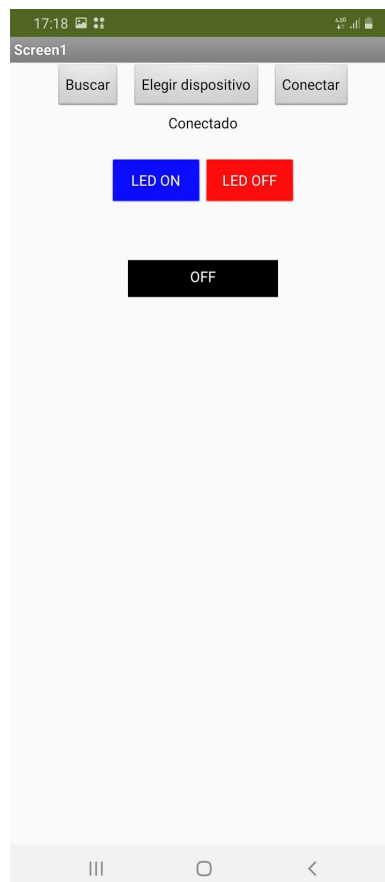 17:18
Screen1
Buscar Elegir dispositivo Conectar
Conectado
LED ON LED OFF
OFF